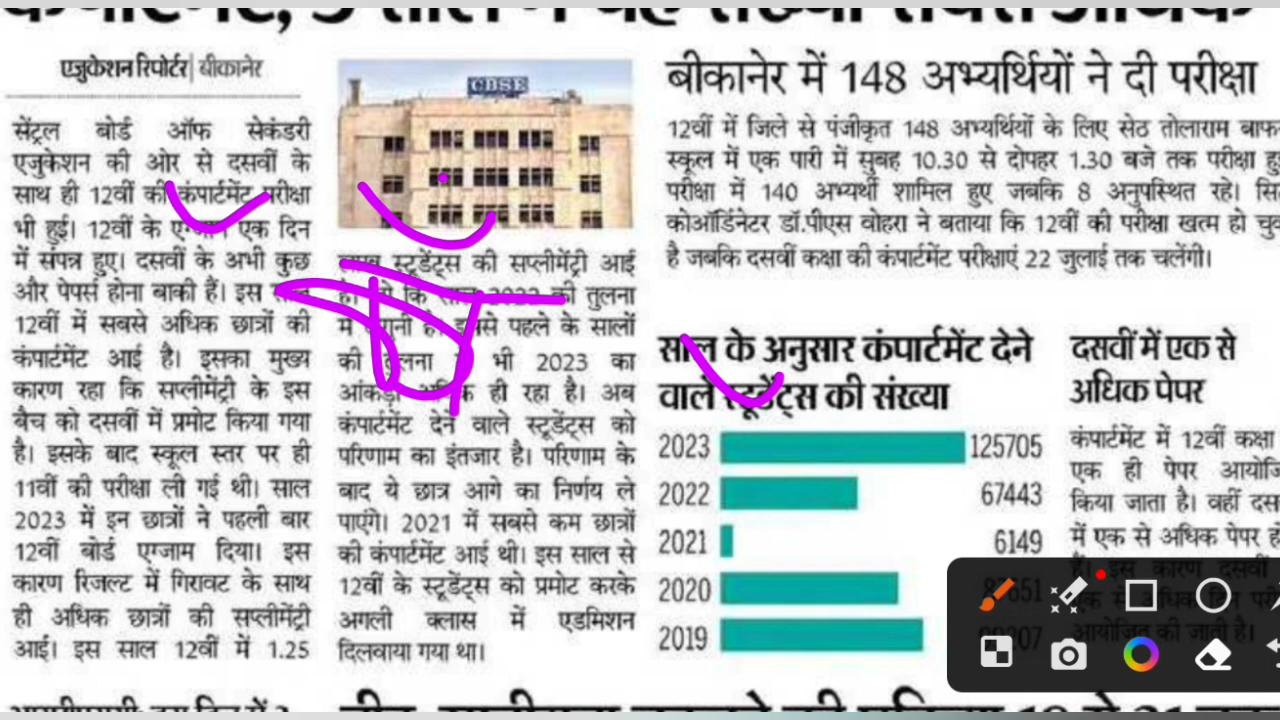 एजुकेशन रिपोर्टर| बीकानेर
सेंट्रल बोर्ड ऑफ सेकंडरी
एजुकेशन की ओर से दसवीं के
साथ ही 12वीं की कंपार्टमेंट परीक्षा
भी हुई। 12वीं के एग्जाम एक दिन
में संपन्न हुए। दसवीं के अभी कुछ
और पेपर्स होना बाकी हैं। इस
12वीं में सबसे अधिक छात्रों की
कंपार्टमेंट आई है। इसका मुख्य
कारण रहा कि सप्लीमेंट्री के इस
बैच को दसवीं में प्रमोट किया गया
है। इसके बाद स्कूल स्तर पर ही
11वीं की परीक्षा ली गई थी। साल
2023 में इन छात्रों ने पहली बार
12वीं बोर्ड एग्जाम दिया। इस
कारण रिजल्ट में गिरावट के साथ
ही अधिक छात्रों की सप्लीमेंट्री
आई। इस साल 12वीं में 1.25
CBSE
स्टूडेंट्स की सप्लीमेंट्री आई
है। कि साल 2022 की तुलना
में पहले के सालों
की तुलना भी 2023 का
आंकड़ा ही रहा है। अब
कंपार्टमेंट देने वाले स्टूडेंट्स को
परिणाम का इंतजार है। परिणाम के
बाद ये छात्र आगे का निर्णय ले
पाएंगे। 2021 में सबसे कम छात्रों
की कंपार्टमेंट आई थी। इस साल से
12वीं के स्टूडेंट्स को प्रमोट करके
अगली क्लास में एडमिशन
दिलवाया गया था।
बीकानेर में 148 अभ्यर्थियों ने दी परीक्षा
12वीं में जिले से पंजीकृत 148 अभ्यर्थियों के लिए सेठ तोलाराम बाफ
स्कूल में एक पारी में सुबह 10.30 से दोपहर 1.30 बजे तक परीक्षा हु
परीक्षा में 140 अभ्यर्थी शामिल हुए जबकि 8 अनुपस्थित रहे। सि
कोऑर्डिनेटर डॉ.पीएस वोहरा ने बताया कि 12वीं की परीक्षा खत्म हो चु
है जबकि दसवीं कक्षा की कंपार्टमेंट परीक्षाएं 22 जुलाई तक चलेंगी।
साल के अनुसार कंपार्टमेंट देने
वाले स्टूडेंट्स की संख्या
2023 125705
2022 67443
2021 6149
2020
2019
दसवीं में एक से
अधिक पेपर
कंपार्टमेंट में 12वीं कक्षा
एक ही पेपर आयोजि
किया जाता है। वहीं दस
में एक से अधिक पेपर ह
हैं। इस कारण दसवीं
आयोजित की जाती है।